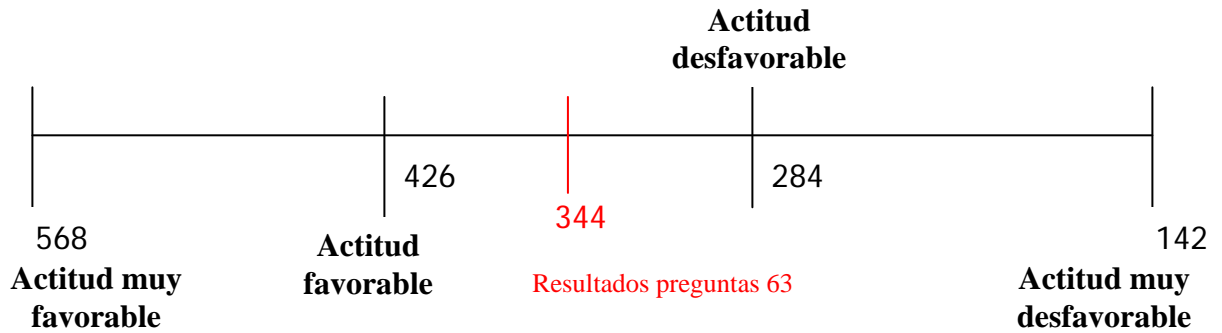 Actitud
desfavorable
426
284
344
568
142
Actitud muy
favorable
Actitud
favorable
Resultados preguntas 63
Actitud muy
desfavorable